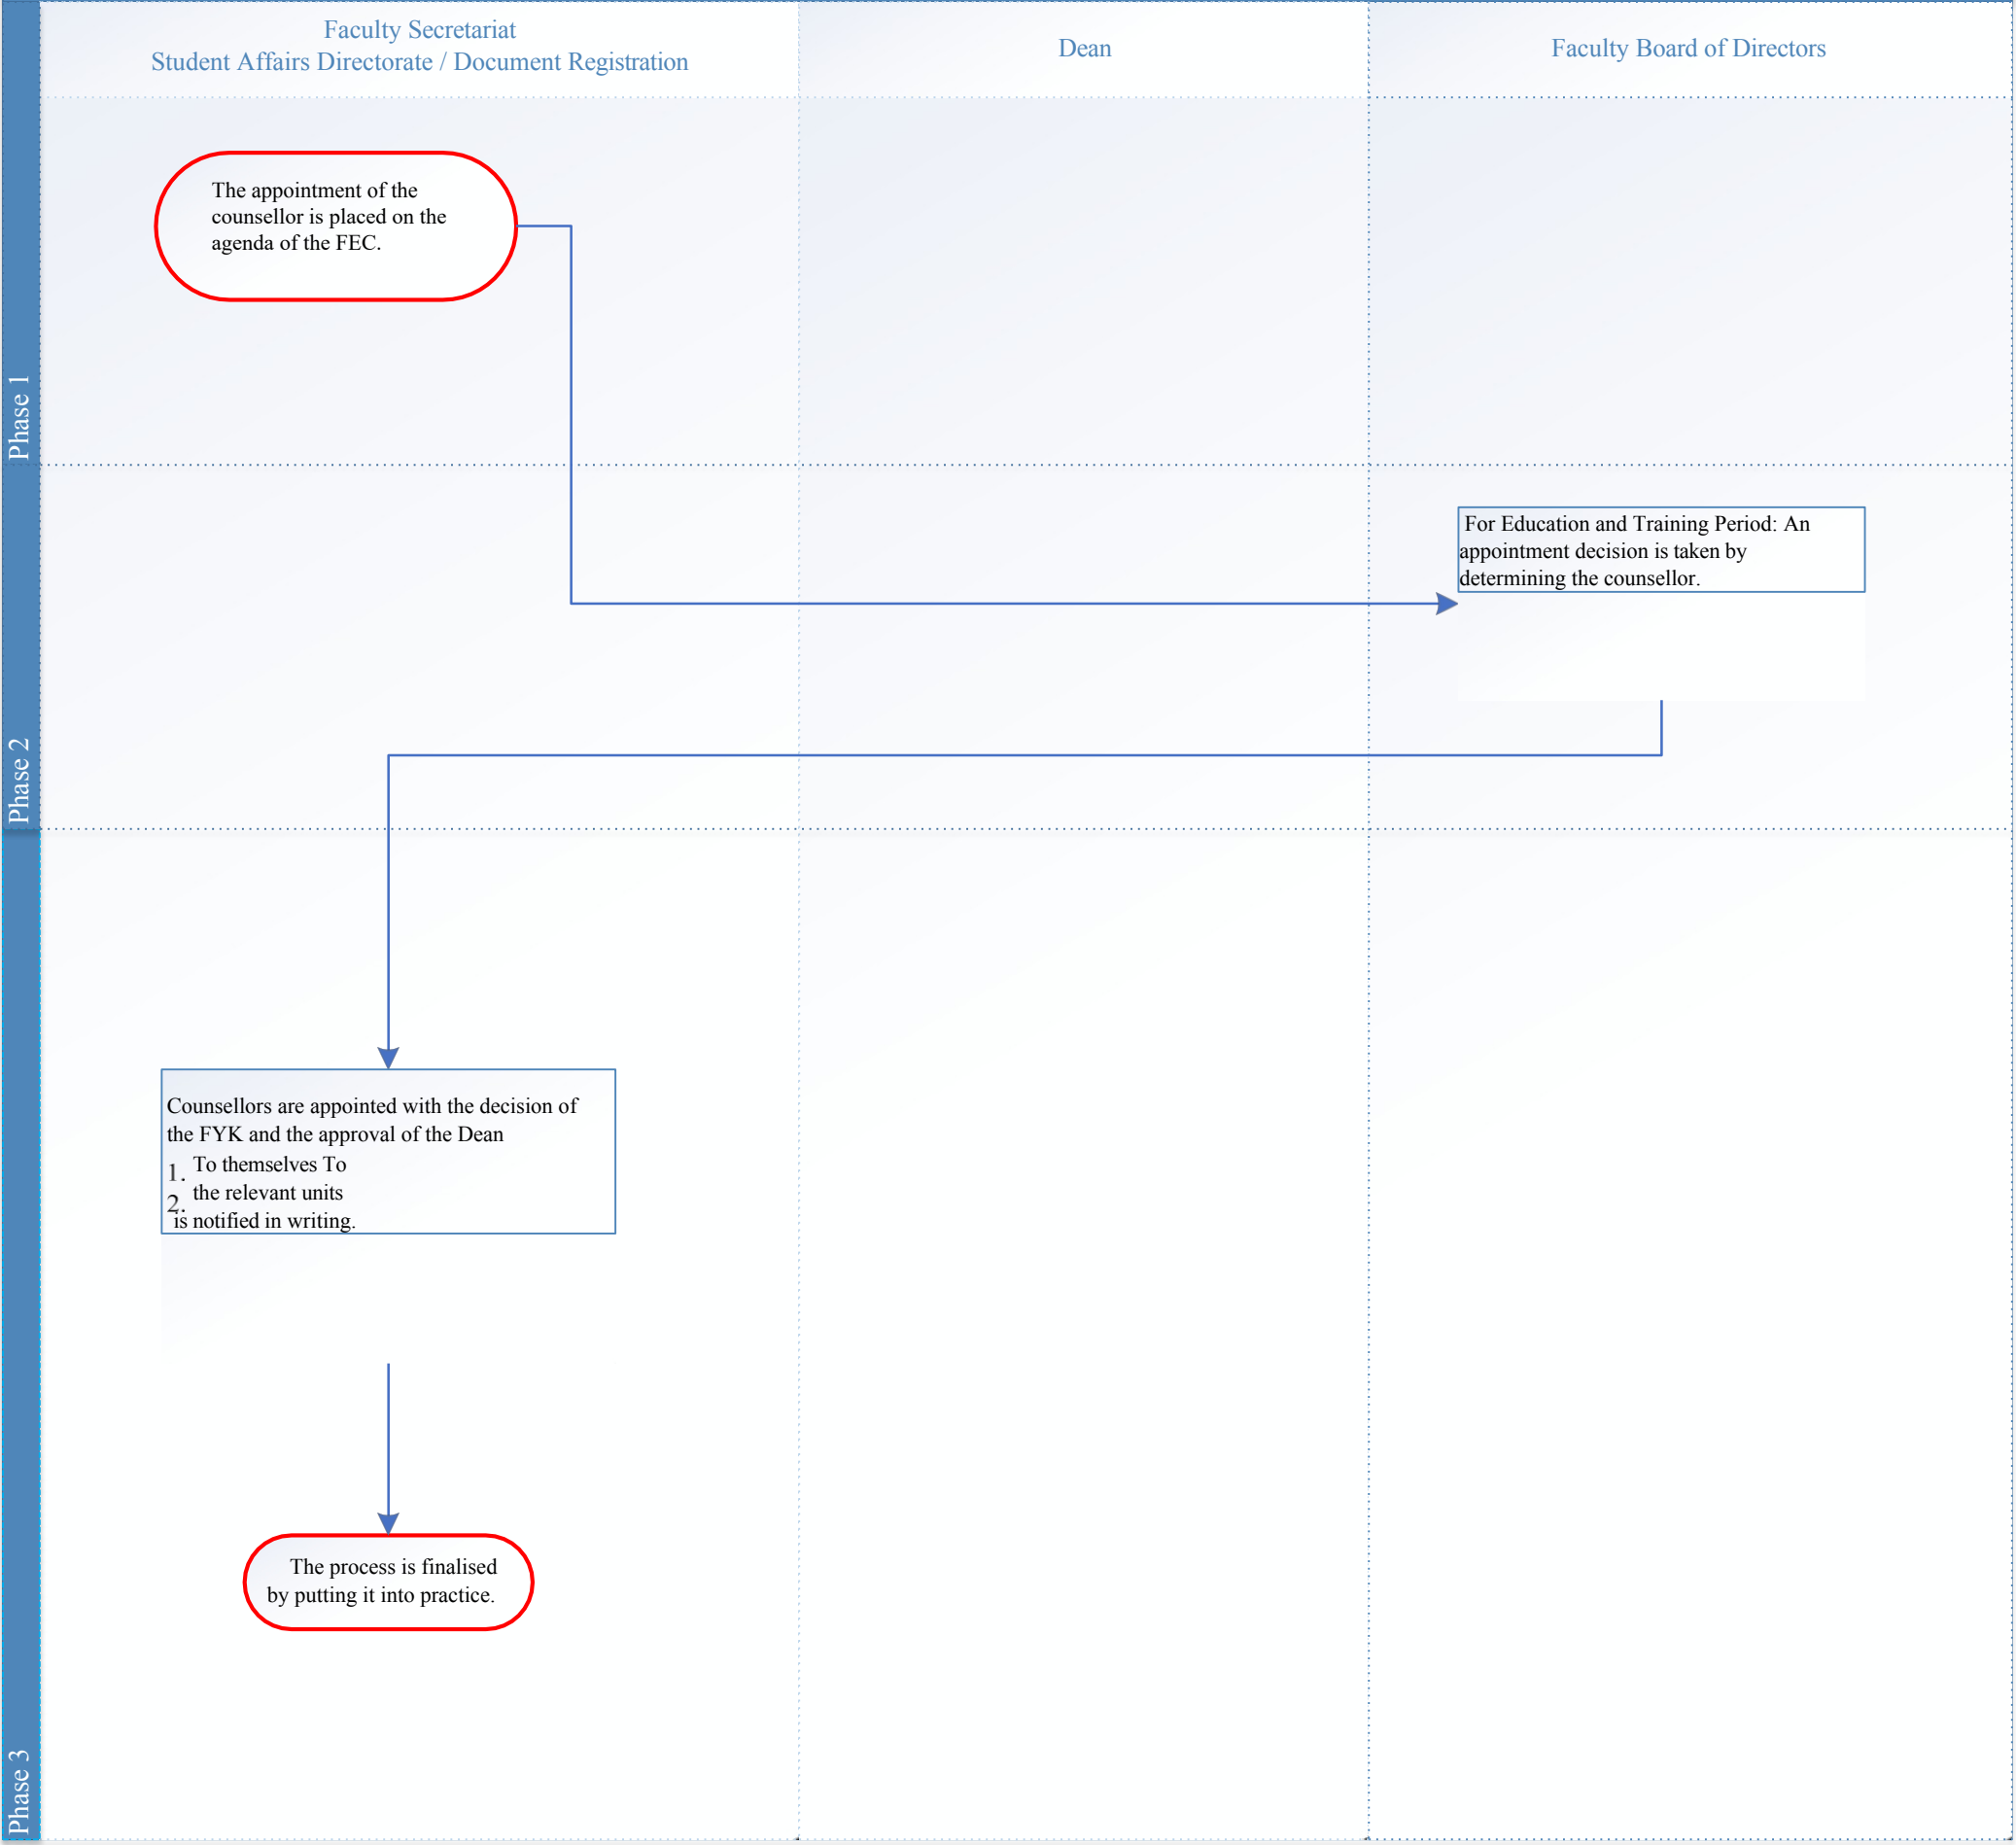 Faculty Secretariat
Student Affairs Directorate / Document Registration
Dean
Faculty Board of Directors
The appointment of the
counsellor is placed on the
agenda of the FEC.
Phase 1
For Education and Training Period: An
appointment decision is taken by
determining the counsellor.
Phase 2
Counsellors are appointed with the decision of
the FYK and the approval of the Dean
1. To themselves To
2. the relevant units
is notified in writing.
The process is finalised
by putting it into practice.
Phase 3